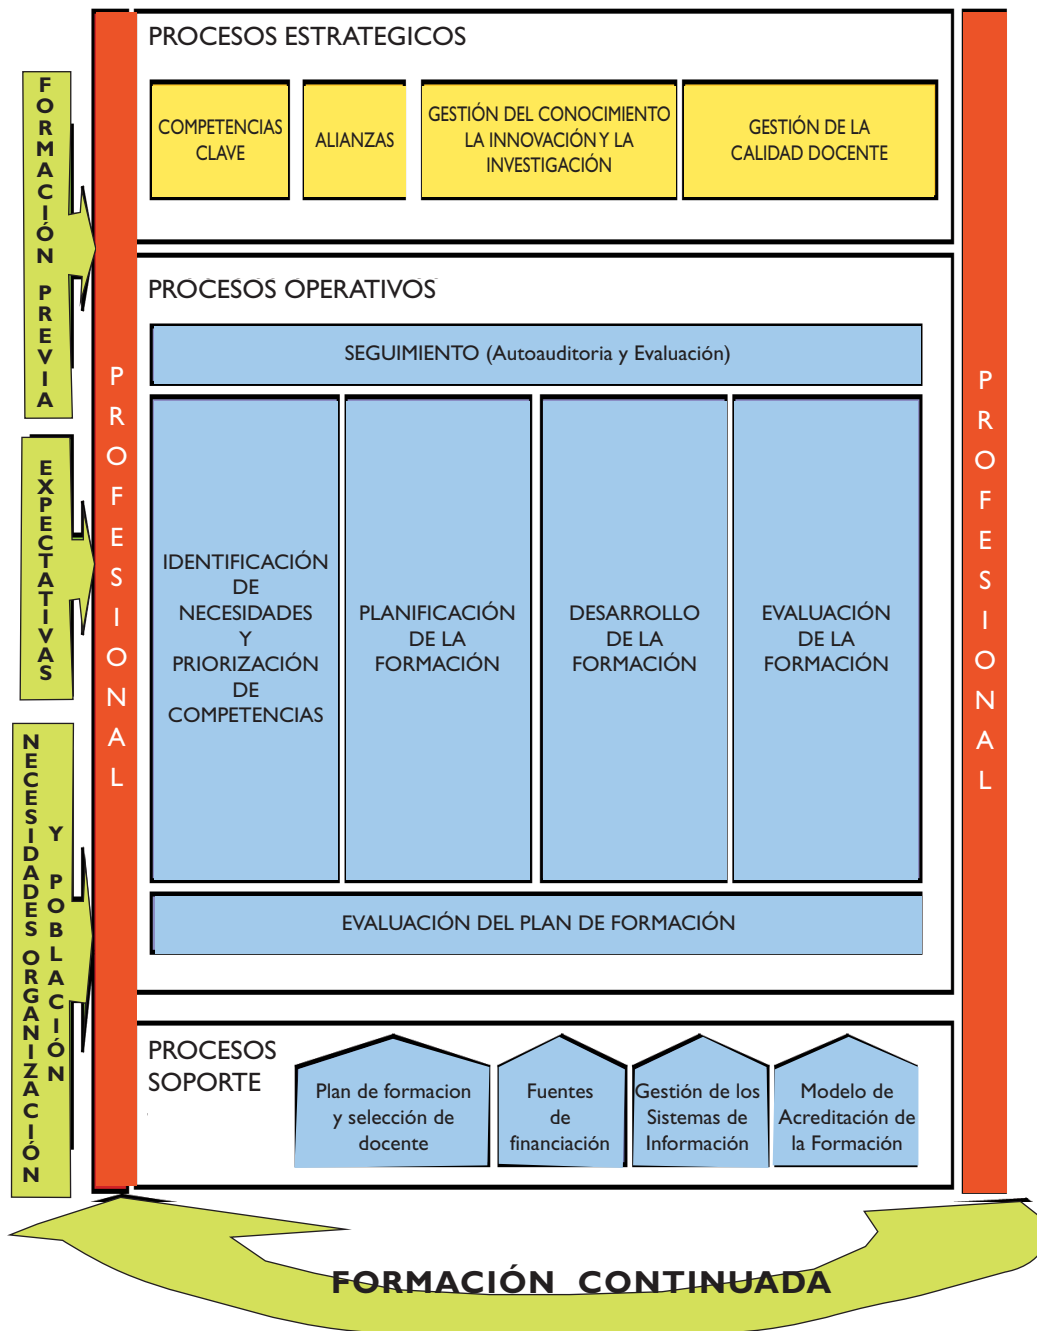 PROCESOS ESTRATEGICOS
COMPETENCIAS
CLAVE
ALIANZAS
GESTIÓN DEL CONOCIMIENTO
LA INNOVACIÓN Y LA
INVESTIGACIÓN
GESTIÓN DE LA
CALIDAD DOCENTE
FORMACIÓN PREVIA
EXPECTATIVAS
NECESIDADES ORGANIZACIÓN
Y POBLACIÓN
PROFESIONAL
PROCESOS OPERATIVOS
SEGUIMIENTO (Autoauditoria y Evaluación)
IDENTIFICACIÓN
DE
NECESIDADES
Y
PRIORIZACIÓN
DE
COMPETENCIAS
PLANIFICACIÓN
DE LA
FORMACIÓN
DESARROLLO
DE LA
FORMACIÓN
EVALUACIÓN
DE LA
FORMACIÓN
EVALUACIÓN DEL PLAN DE FORMACIÓN
PROFESIONAL
PROCESOS
SOPORTE
Plan de formacion
y selección de
docente
Fuentes
de
financiación
Gestión de los
Sistemas de
Información
Modelo de
Acreditación de
la Formación
FORMACIÓN CONTINUADA